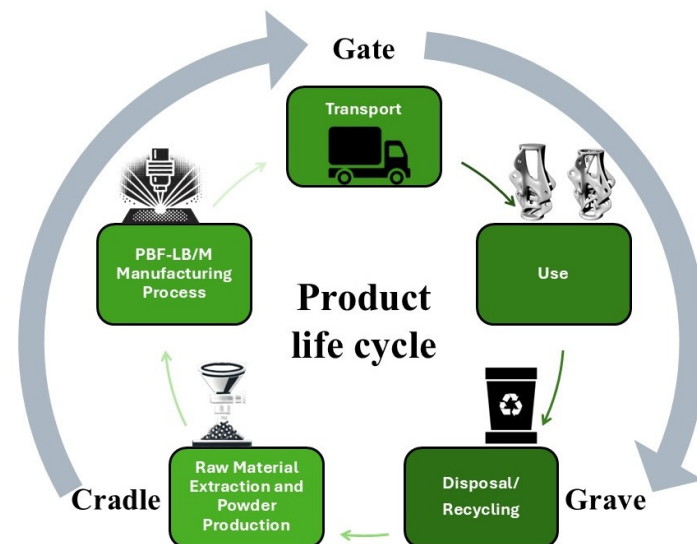 Gate
Transport
PBF-LB/M
Manufacturing
Process
Use
Product
life cycle
Cradle
Raw Material
Extraction and
Powder
Production
Disposal/
Recycling
Grave